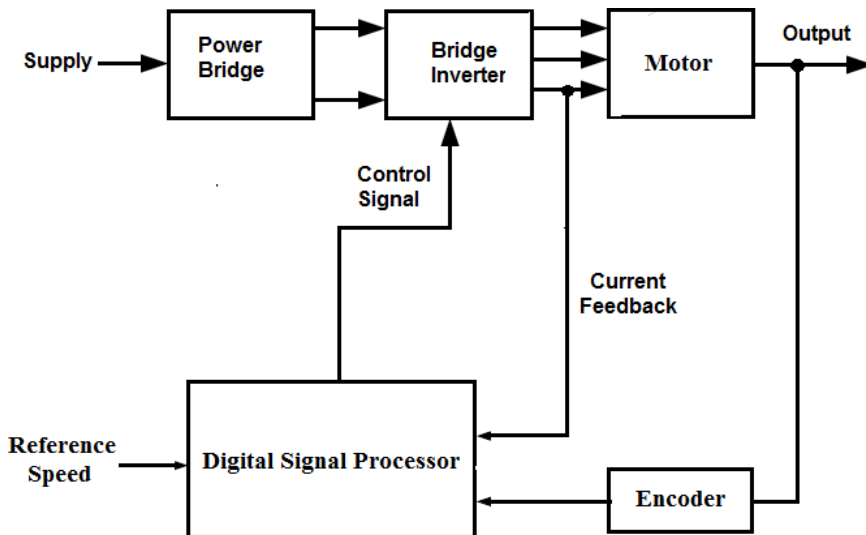 Supply
Power
Bridge
Bridge
Inverter
Motor
Output
Control
Signal
Current
Feedback
Reference
Speed
Digital Signal Processor
Encoder